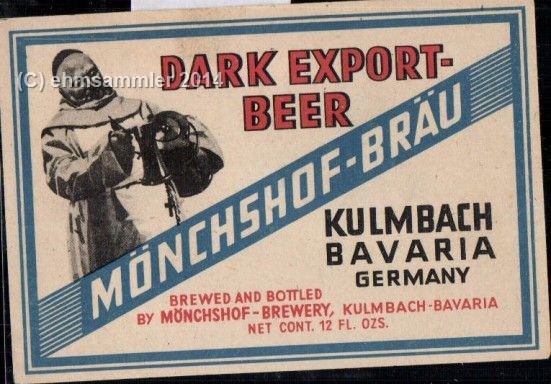 (C) ehmsammler 2014
DARK EXPORT-
BEER
MÖNCHSHOF-BRÄU
KULMBACH
BAVARIA
GERMANY
BREWED AND BOTTLED
BY MÖNCHSHOF-BREWERY, KULMBACH-BAVARIA
NET CONT. 12 FL. OZS.